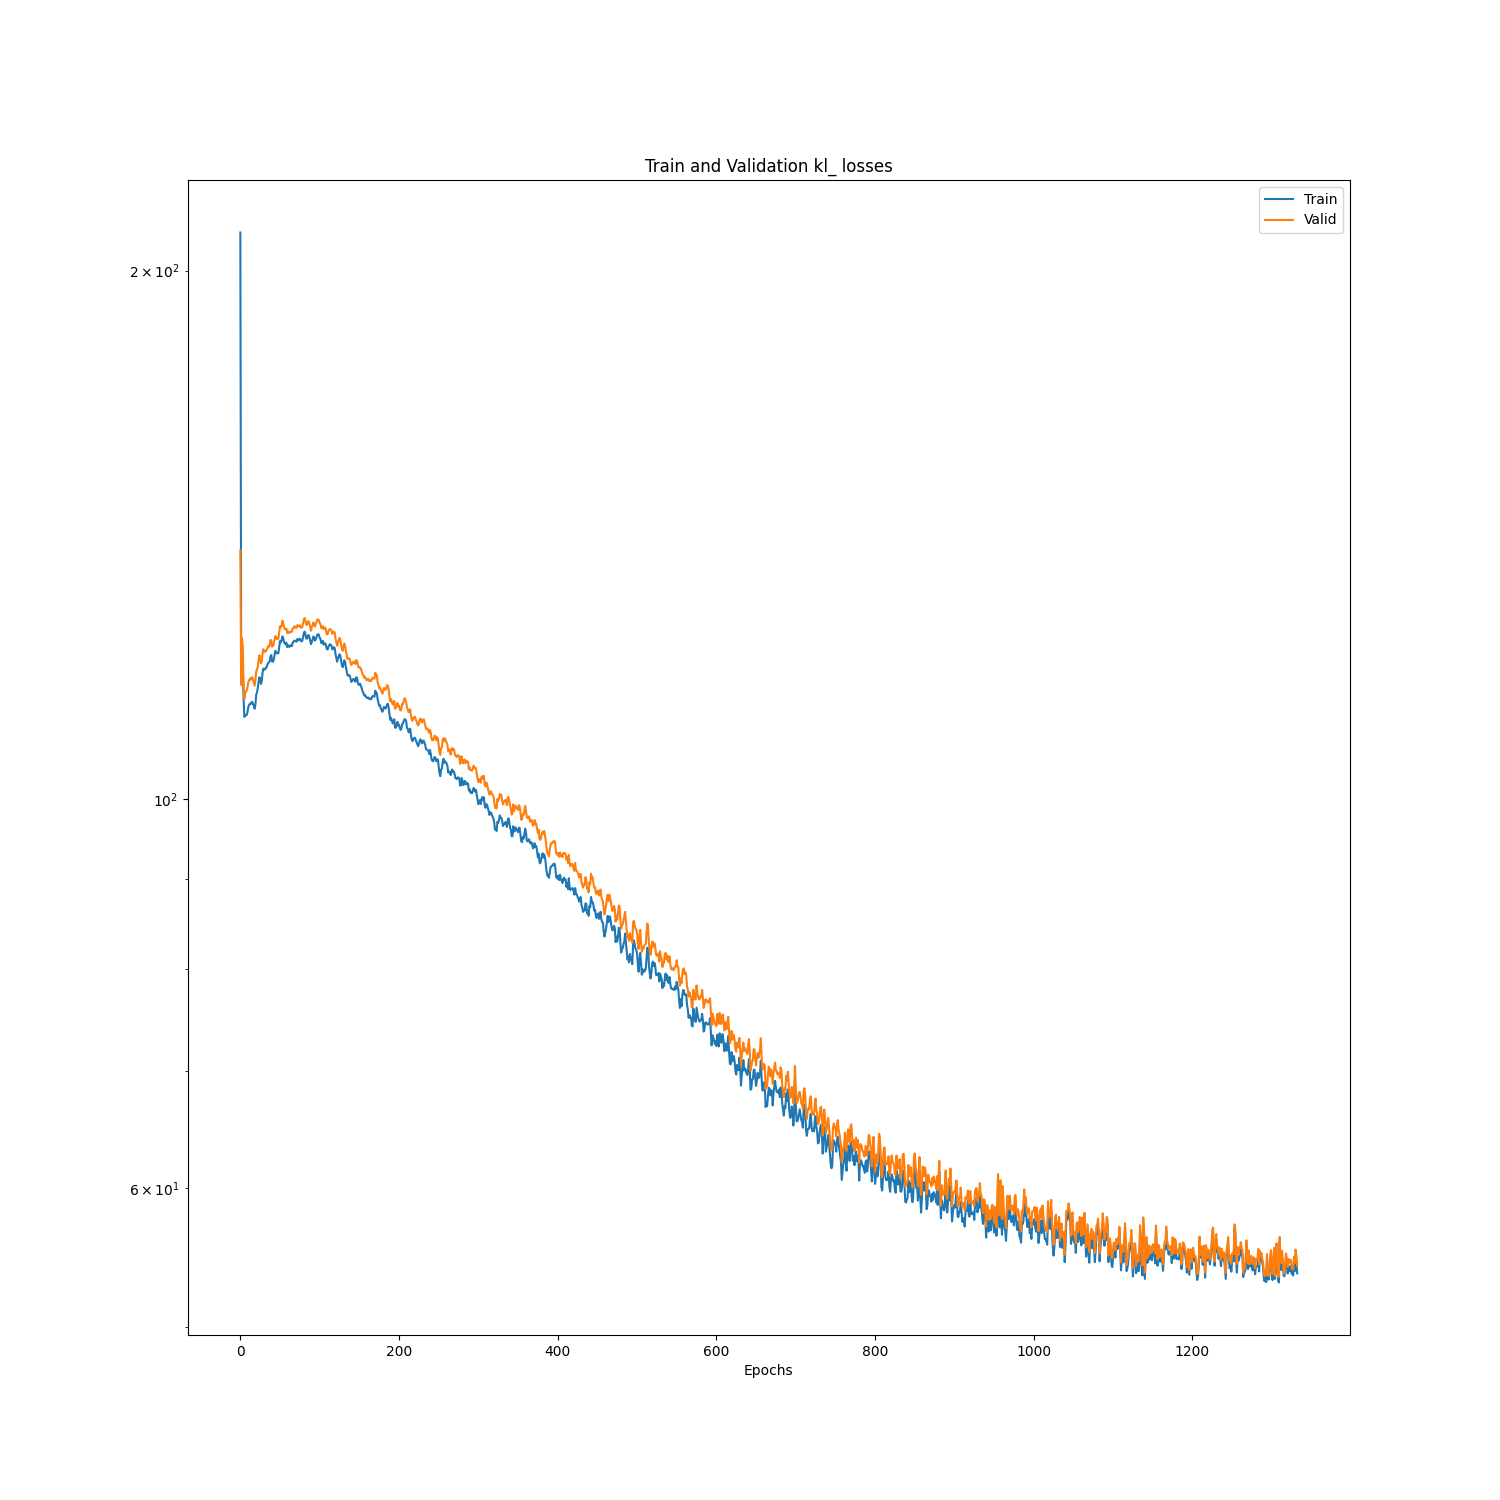 Train and Validation kl_ losses
Train
Valid
2 × 10²
10²
6 × 10¹
0 200 400 600 800 1000 1200
Epochs